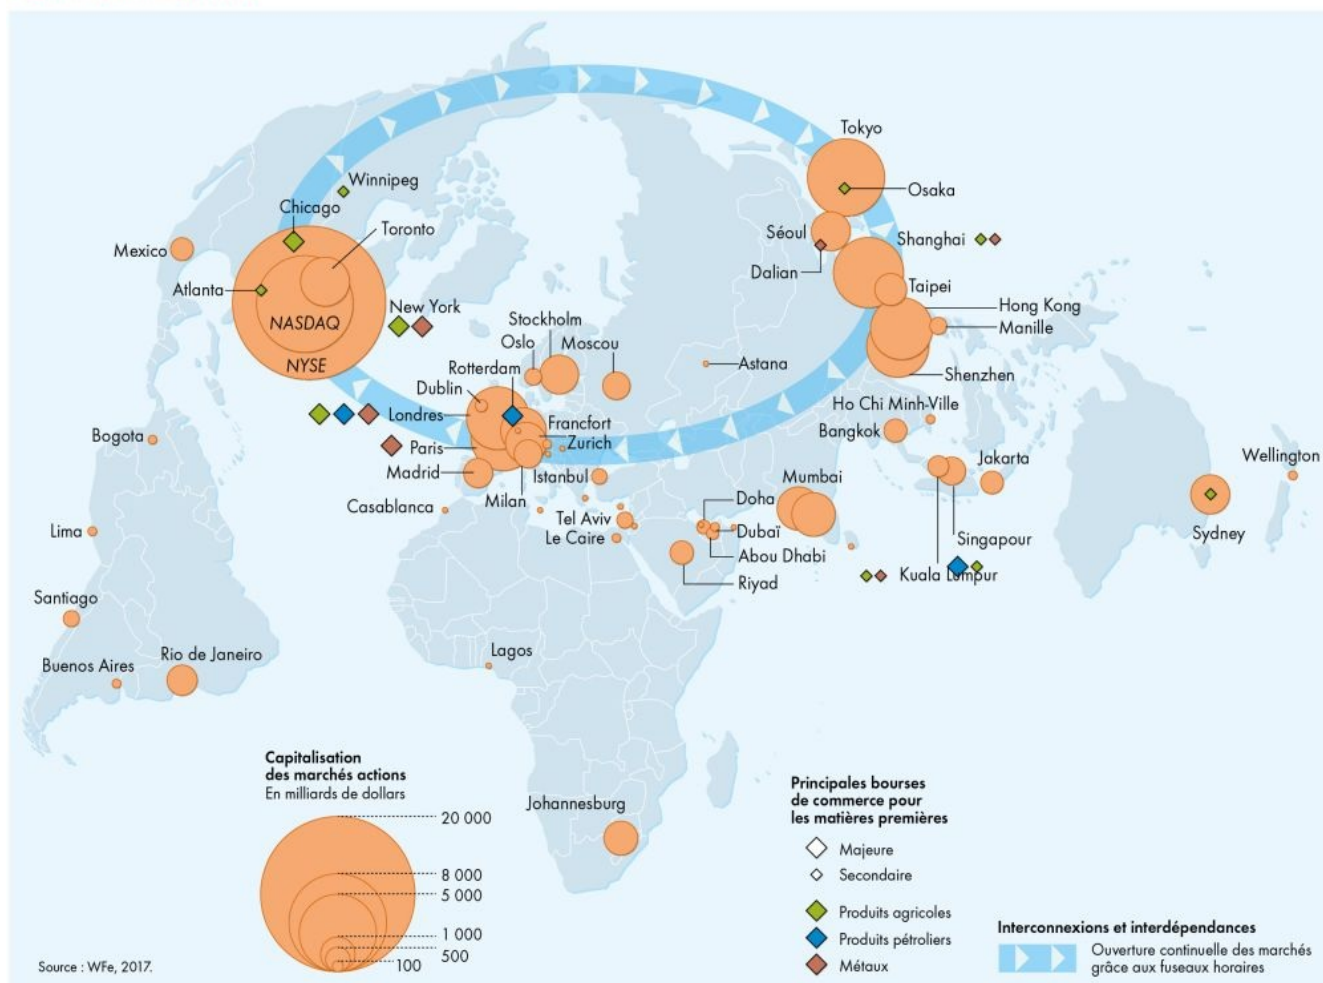 Tokyo
Winnipeg
Osaka
Chicago
Toronto
Séoul
Shanghai
Mexico
Dalian
Atlanta
Taipei
New York
Hong Kong
NASDAQ
Stockholm
Manille
Oslo
Moscou
NYSE
Rotterdam
Astana
Shenzhen
Dublin
Ho Chi Minh-Ville
Londres
Francfort
Bogota
Bangkok
Zurich
Paris
Wellington
Jakarta
Madrid
Istanbul
Mumbai
Milan
Doha
Casablanca
Tel Aviv
Lima
Dubaï
Sydney
Le Caire
Singapour
Abou Dhabi
Kuala Lumpur
Riyad
Santiago
Lagos
Rio de Janeiro
Buenos Aires
Capitalisation
des marchés actions
En milliards de dollars
20 000
8 000
5 000
1 000
500
100
Source : WFe, 2017.
Johannesburg
Principales bourses
de commerce pour
les matières premières
Majeure
Secondaire
Produits agricoles
Produits pétroliers
Métaux
Interconnexions et interdépendances
Ouverture continuelle des marchés
grâce aux fuseaux horaires